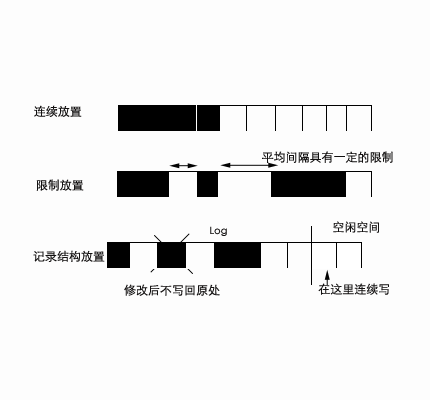 连续放置
平均间隔具有一定的限制
限制放置
Log
空闲空间
记录结构放置
修改后不写回原处
在这里连续写